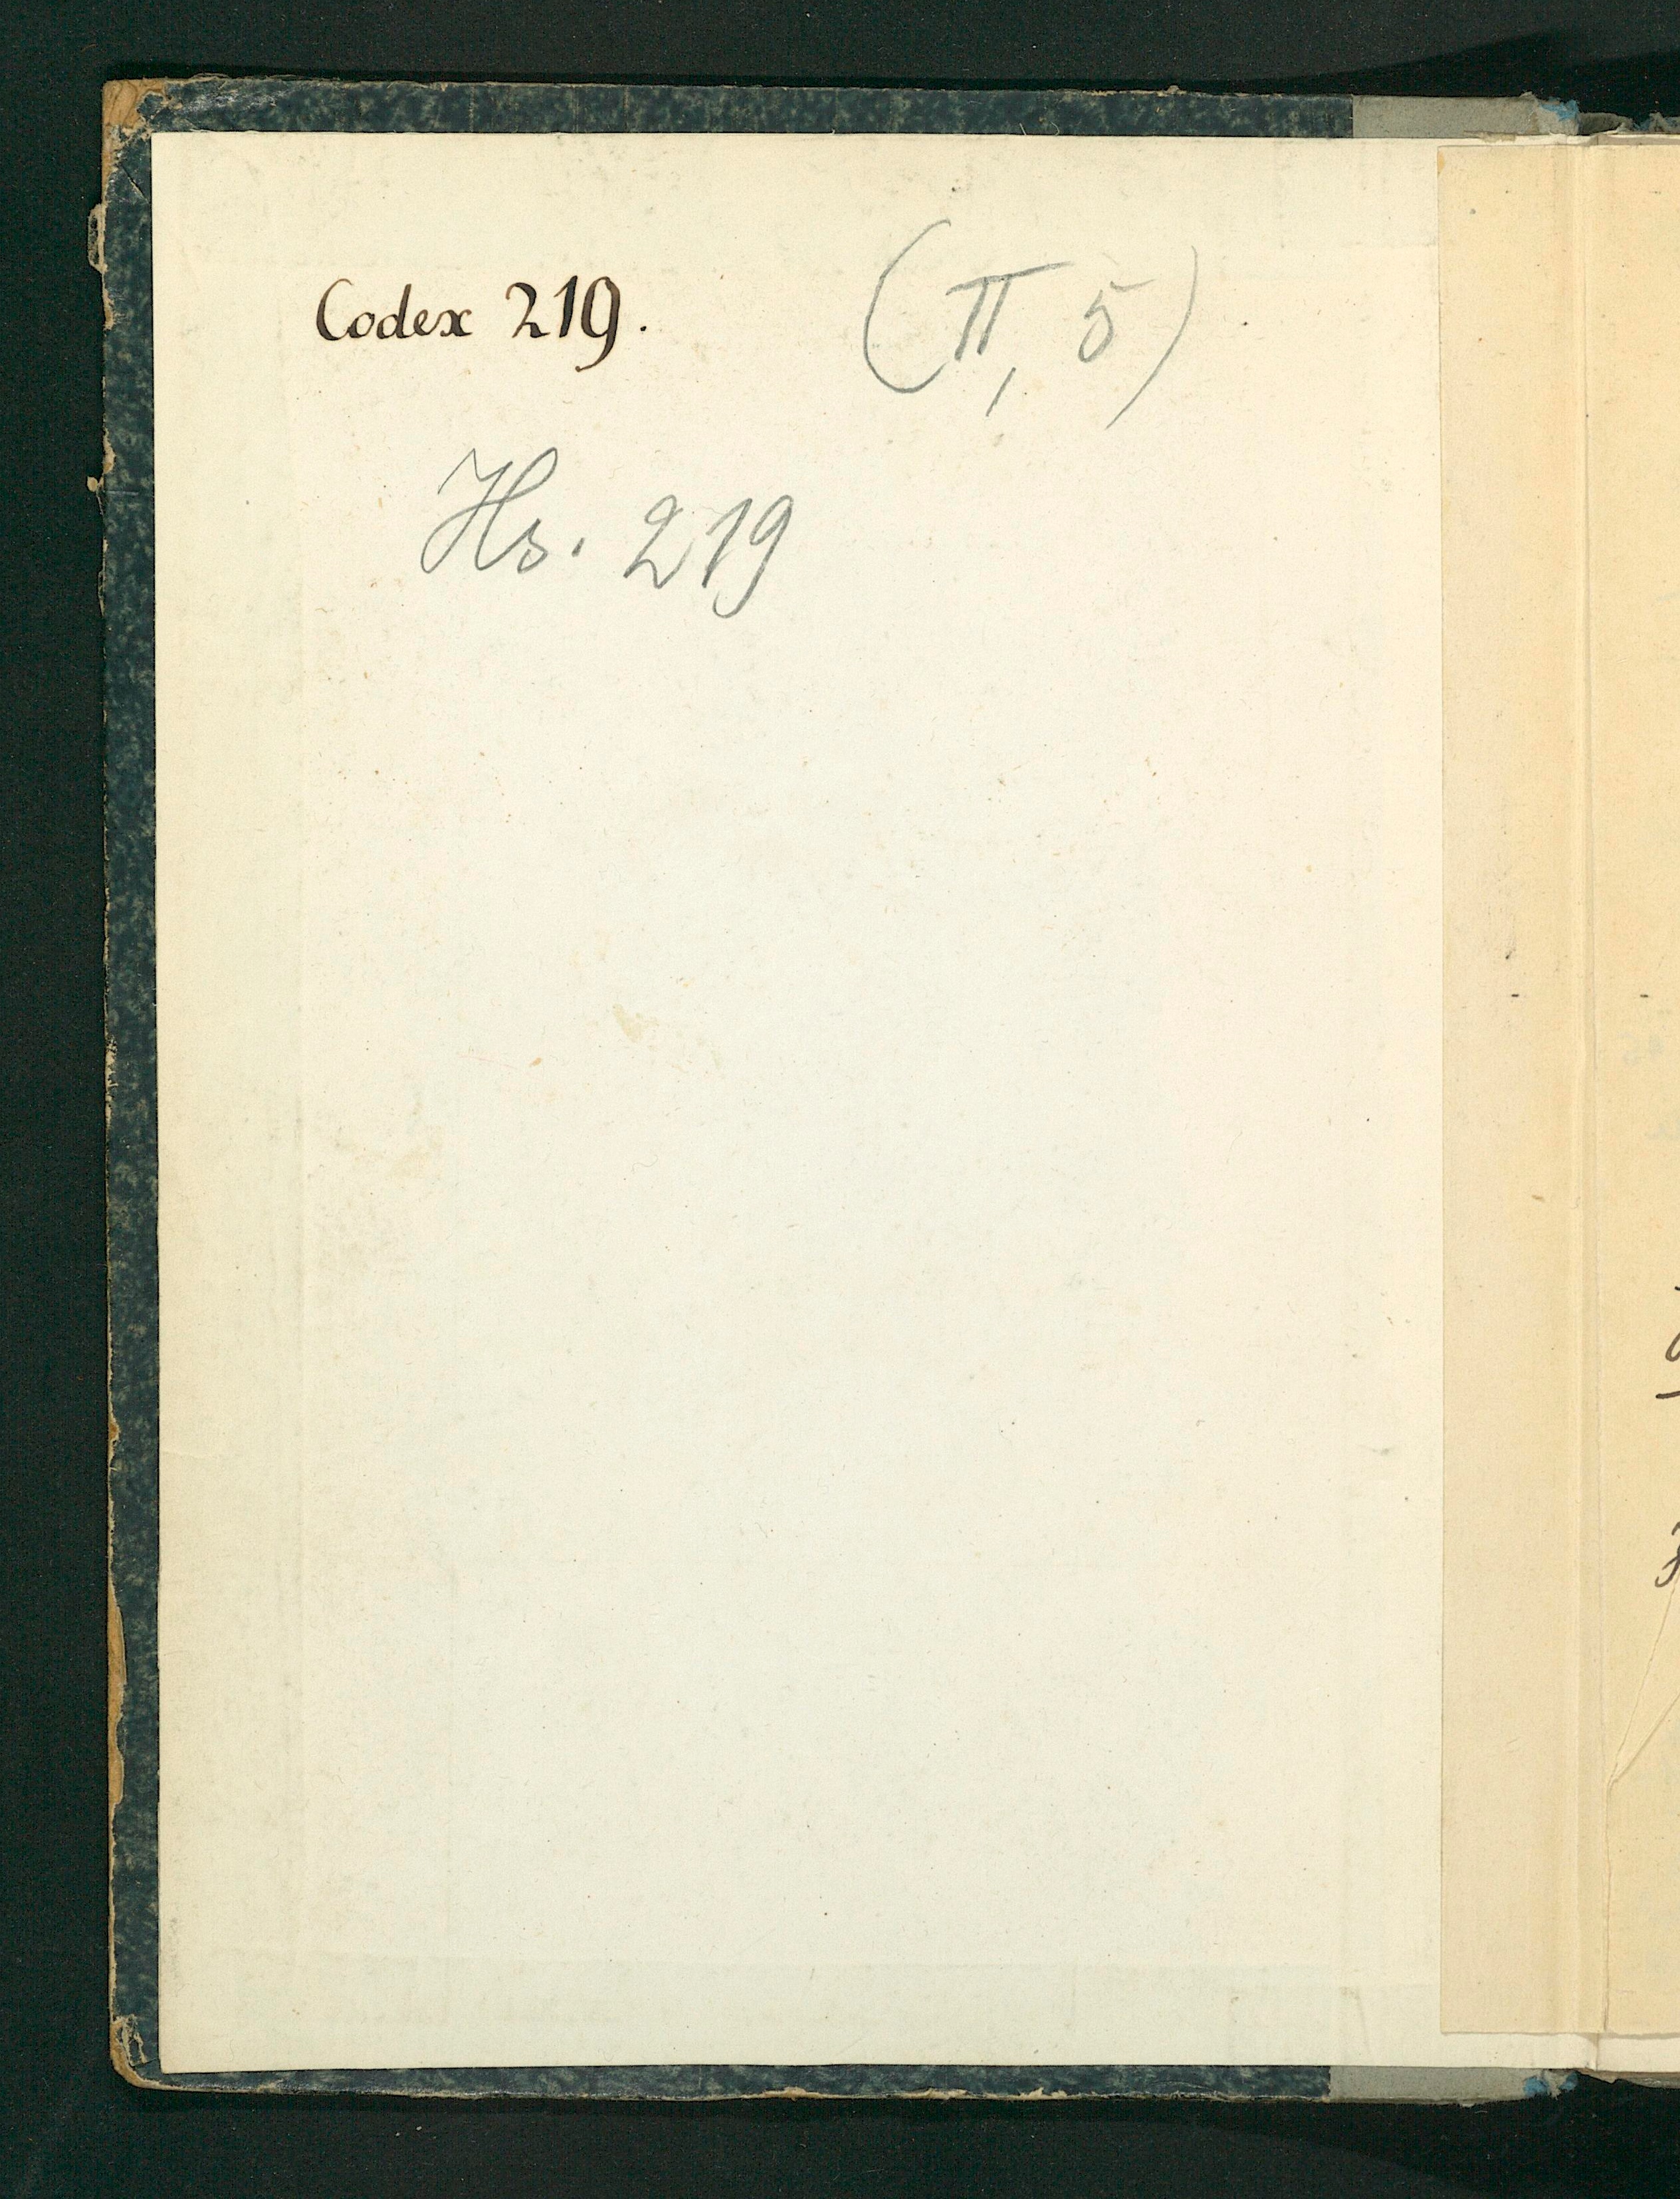 Codex 219. (II, 5)
Hs. 219